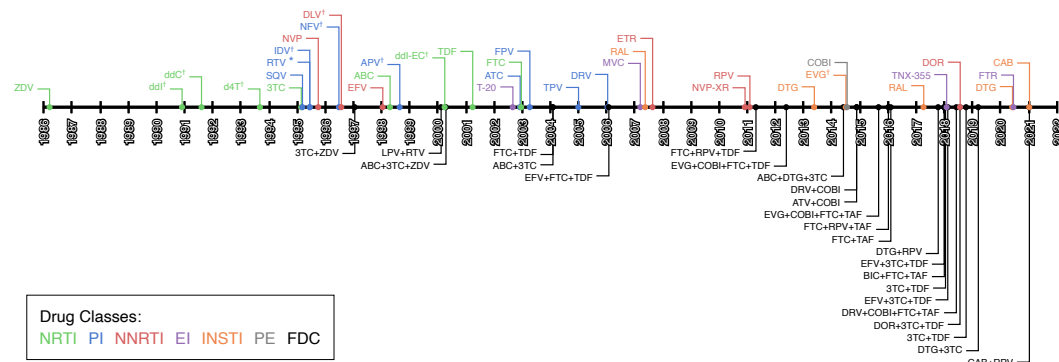 DLV†
NFV†
NVP
IDV†
RTV *
SQV
3TC
ZDV
ddI†
ddC†
d4T†
APV†
ABC
EFV
ddI-EC†
TDF
FPV
FTC
ATC
T-20
TPV
DRV
ETR
RAL
MVC
RPV
NVP-XR
DTG
COBI
EVG†
RAL
DOR
TNX-355
FTR
DTG
CAB
1986 1987 1988 1989 1990 1991 1992 1993 1994 1995 1996 1997 1998 1999 2000 2001 2002 2003 2004 2005 2006 2007 2008 2009 2010 2011 2012 2013 2014 2015 2016 2017 2018 2019 2020 2021 2022
3TC+ZDV
LPV+RTV
ABC+3TC+ZDV
FTC+TDF
ABC+3TC
EFV+FTC+TDF
FTC+RPV+TDF
EVG+COBI+FTC+TDF
ABC+DTG+3TC
DRV+COBI
ATV+COBI
EVG+COBI+FTC+TAF
FTC+RPV+TAF
FTC+TAF
DTG+RPV
EFV+3TC+TDF
BIC+FTC+TAF
3TC+TDF
EFV+3TC+TDF
DRV+COBI+FTC+TAF
DOR+3TC+TDF
3TC+TDF
DTG+3TC
CAB+RPV
Drug Classes:
NRTI PI NNRTI EI INSTI PE FDC